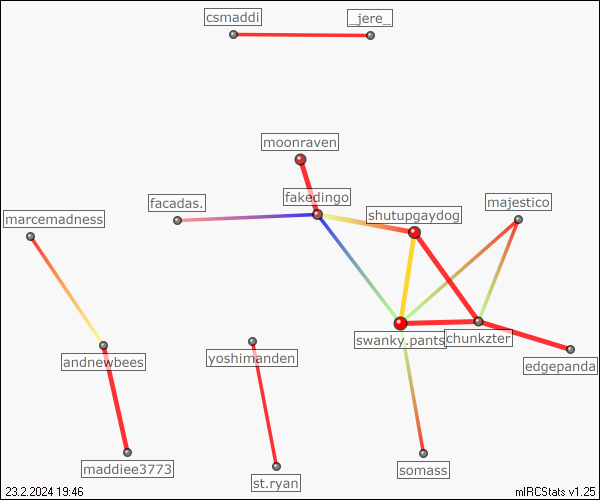 csmaddi
_jere_
moonraven
facadas.
fakedingo
majestico
marcemadness
shutupgaydog
swanky.pants
chunkzter
andnewbees
yoshimanden
edgepanda
maddiee3773
somass
st.ryan
23.2.2024 19:46
mIRCStats v1.25